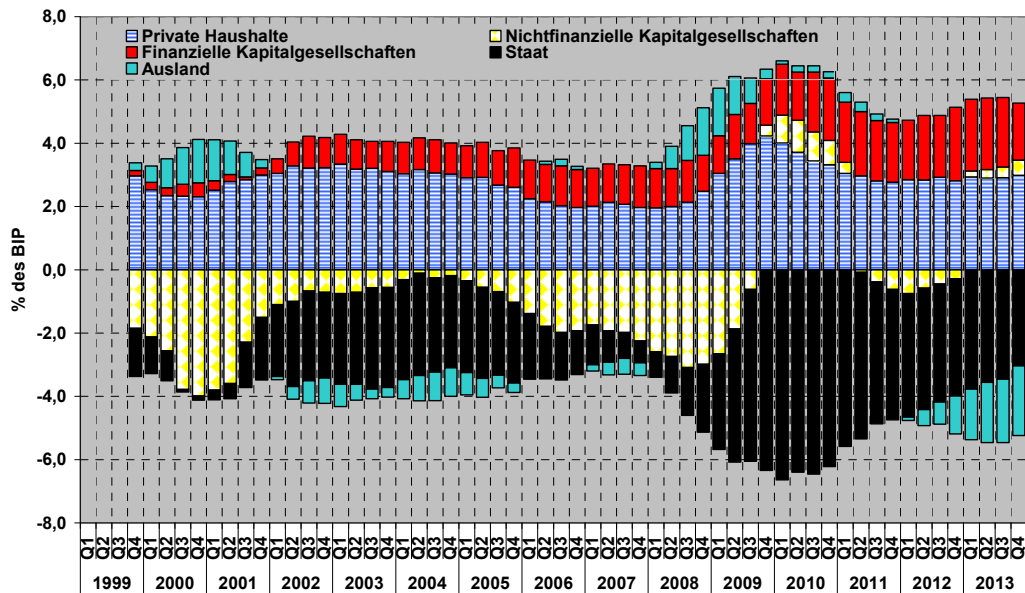 Private Haushalte Nichtfinanzielle Kapitalgesellschaften
Finanzielle Kapitalgesellschaften Staat
Ausland
% des BIP
8,0
6,0
4,0
2,0
0,0
-2,0
-4,0
-6,0
-8,0
Q1 Q2 Q3 Q4 Q1 Q2 Q3 Q4 Q1 Q2 Q3 Q4 Q1 Q2 Q3 Q4 Q1 Q2 Q3 Q4 Q1 Q2 Q3 Q4 Q1 Q2 Q3 Q4 Q1 Q2 Q3 Q4 Q1 Q2 Q3 Q4 Q1 Q2 Q3 Q4 Q1 Q2 Q3 Q4 Q1 Q2 Q3 Q4 Q1 Q2 Q3 Q4 Q1 Q2 Q3 Q4 Q1 Q2 Q3 Q4
1999 2000 2001 2002 2003 2004 2005 2006 2007 2008 2009 2010 2011 2012 2013